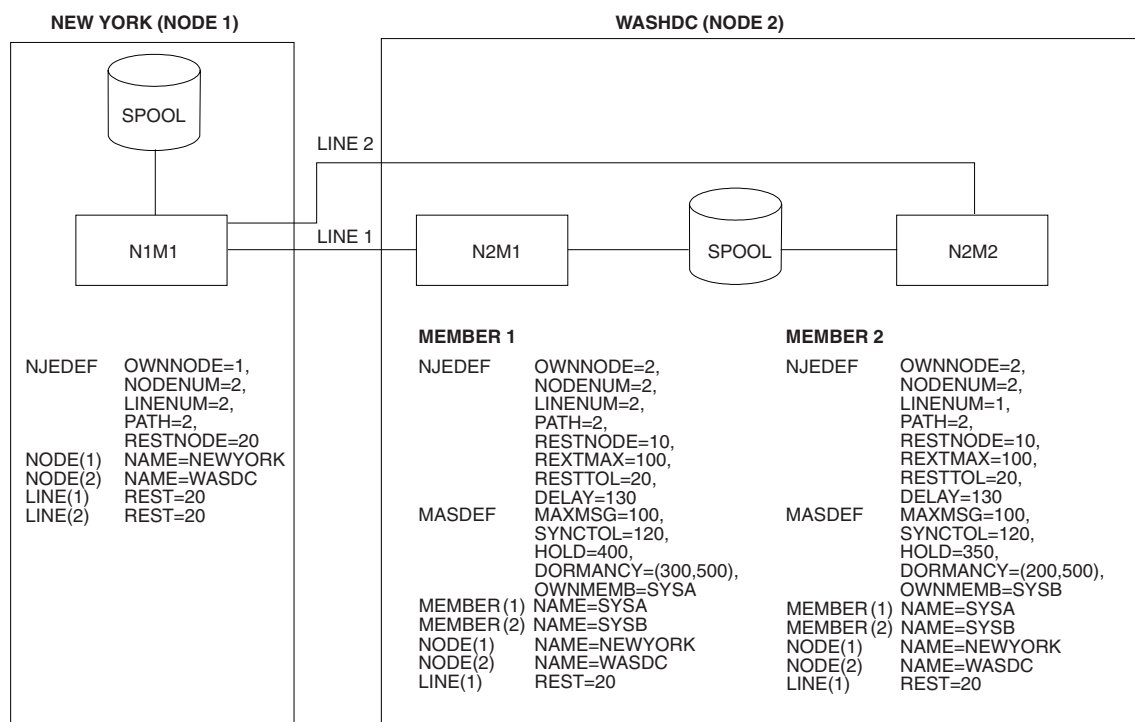 NEW YORK (NODE 1)
WASHDC (NODE 2)
SPOOL
LINE 2
N1M1
LINE 1
N2M1
SPOOL
N2M2
NJEDEF OWNNODE=1,
NODENUM=2,
LINENUM=2,
PATH=2,
RESTNODE=20
NODE(1) NAME=NEWYORK
NODE(2) NAME=WASDC
LINE(1) REST=20
LINE(2) REST=20
MEMBER 1
NJEDEF OWNNODE=2,
NODENUM=2,
LINENUM=2,
PATH=2,
RESTNODE=10,
REXTMAX=100,
RESTTOL=20,
DELAY=130
MASDEF MAXMSG=100,
SYNCTOL=120,
HOLD=400,
DORMANCY=(300,500),
OWNMEMB=SYSA
MEMBER (1) NAME=SYSA
MEMBER (2) NAME=SYSB
NODE(1) NAME=NEWYORK
NODE(2) NAME=WASDC
LINE(1) REST=20
MEMBER 2
NJEDEF OWNNODE=2,
NODENUM=2,
LINENUM=1,
PATH=2,
RESTNODE=10,
REXTMAX=100,
RESTTOL=20,
DELAY=130
MASDEF MAXMSG=100,
SYNCTOL=120,
HOLD=350,
DORMANCY=(200,500),
OWNMEMB=SYSB
MEMBER (1) NAME=SYSA
MEMBER (2) NAME=SYSB
NODE(1) NAME=NEWYORK
NODE(2) NAME=WASDC
LINE(1) REST=20